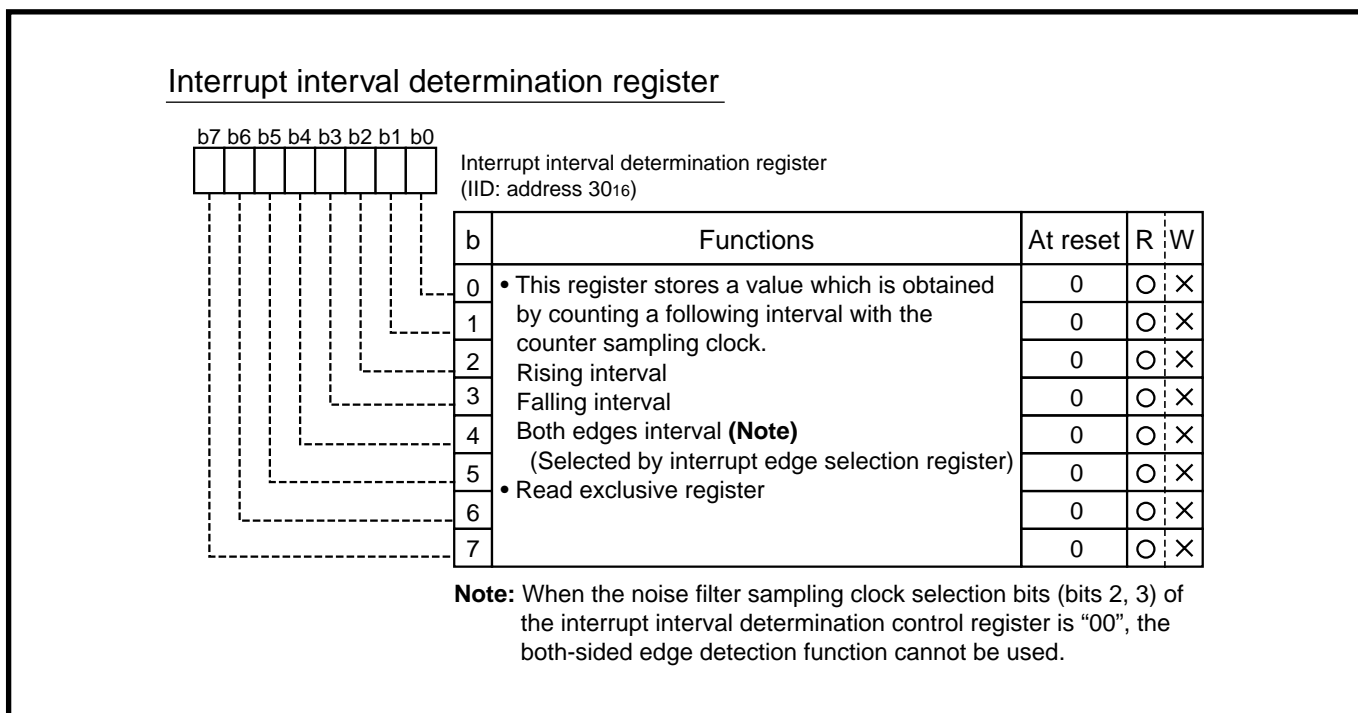 Interrupt interval determination register
b7 b6 b5 b4 b3 b2 b1 b0
Interrupt interval determination register
(IID: address 3016)
b Functions At reset R W
0 • This register stores a value which is obtained 0 O ×
1 by counting a following interval with the 0 O ×
counter sampling clock.
2 Rising interval 0 O ×
3 Falling interval 0 O ×
4 Both edges interval (Note) 0 O ×
5 (Selected by interrupt edge selection register) 0 O ×
• Read exclusive register
6 0 O ×
7 0 O ×
Note: When the noise filter sampling clock selection bits (bits 2, 3) of
the interrupt interval determination control register is “00”, the
both-sided edge detection function cannot be used.